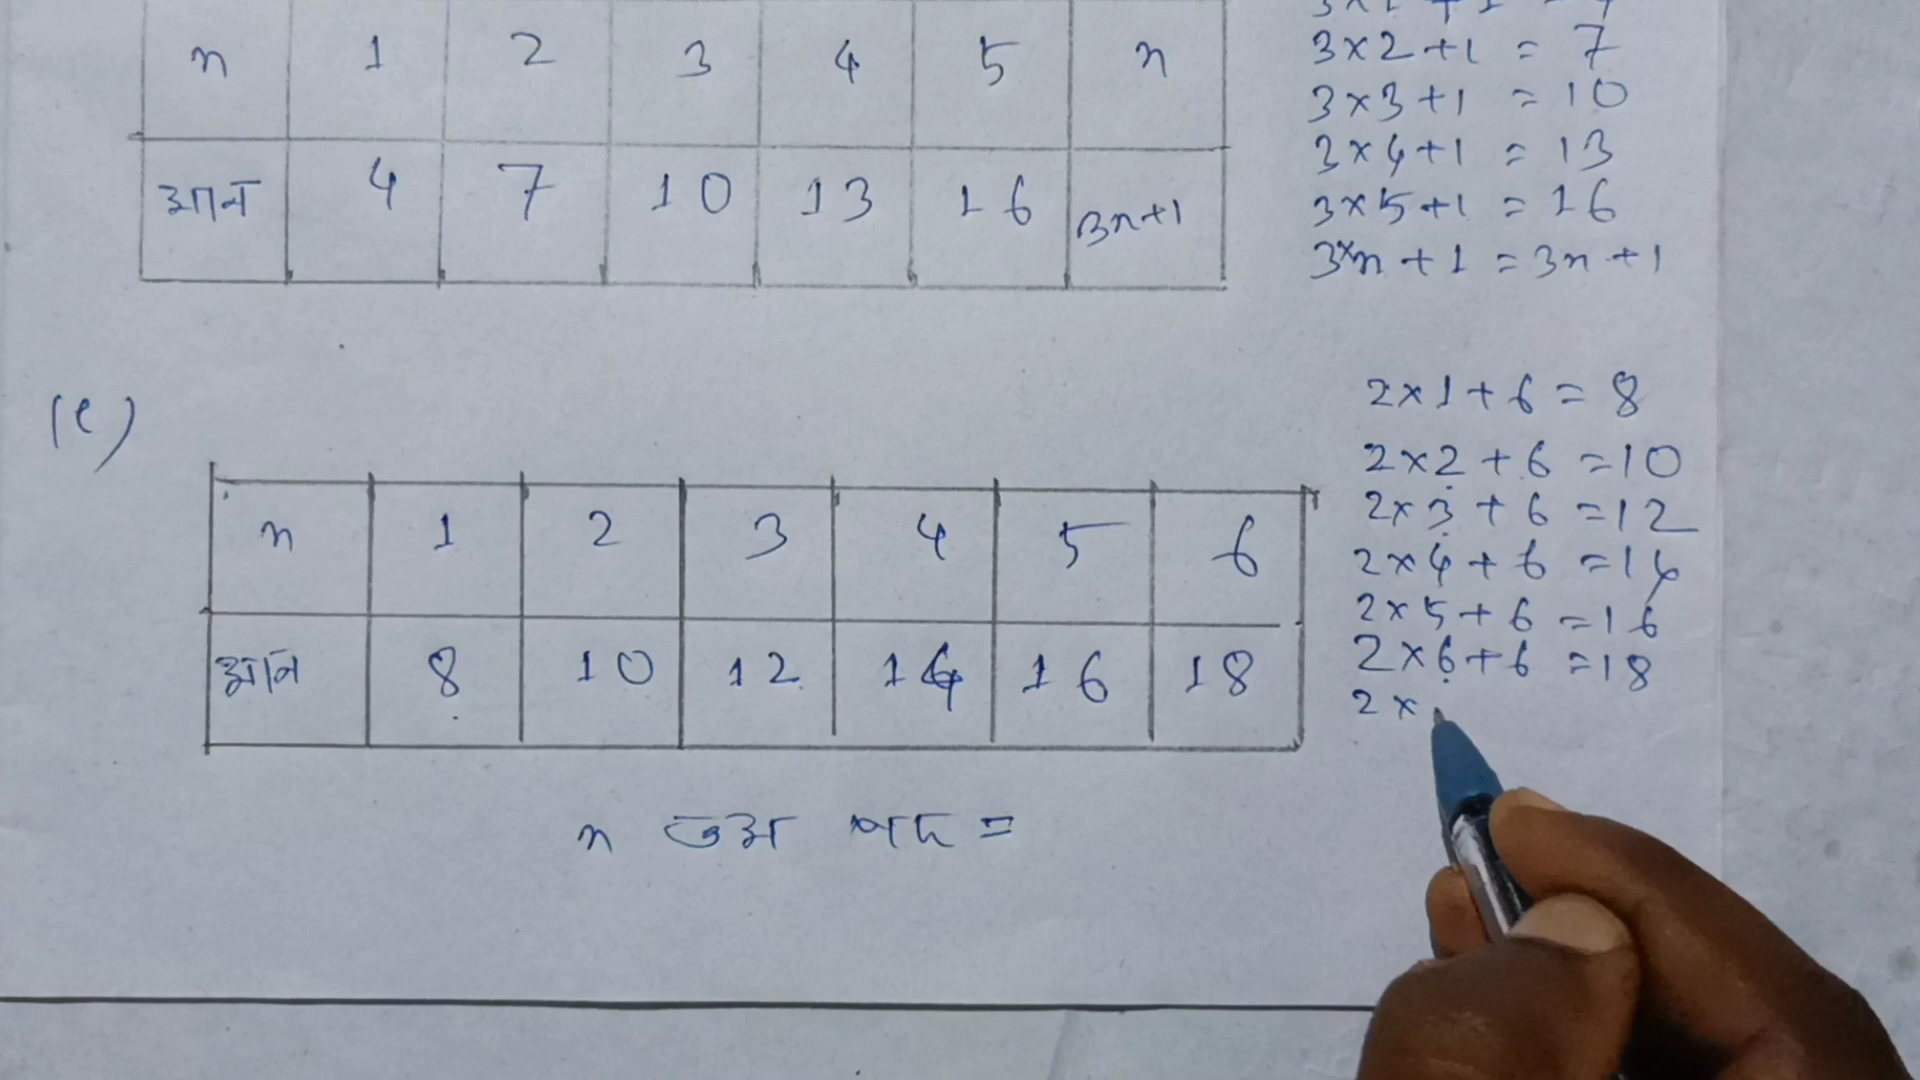 n 1 2 3 4 5 n
মান 4 7 10 13 16 3n+1
3×2+1 = 7
3×3+1 = 10
3×4+1 = 13
3×5+1 = 16
3×n+1 = 3n+1
(e)
n 1 2 3 4 5 6
মান 8 10 12 14 16 18
n তম পদ =
2×1+6 = 8
2×2+6 =10
2×3+6 =12
2×4+6 =14
2×5+6 =16
2×6+6 =18
2×